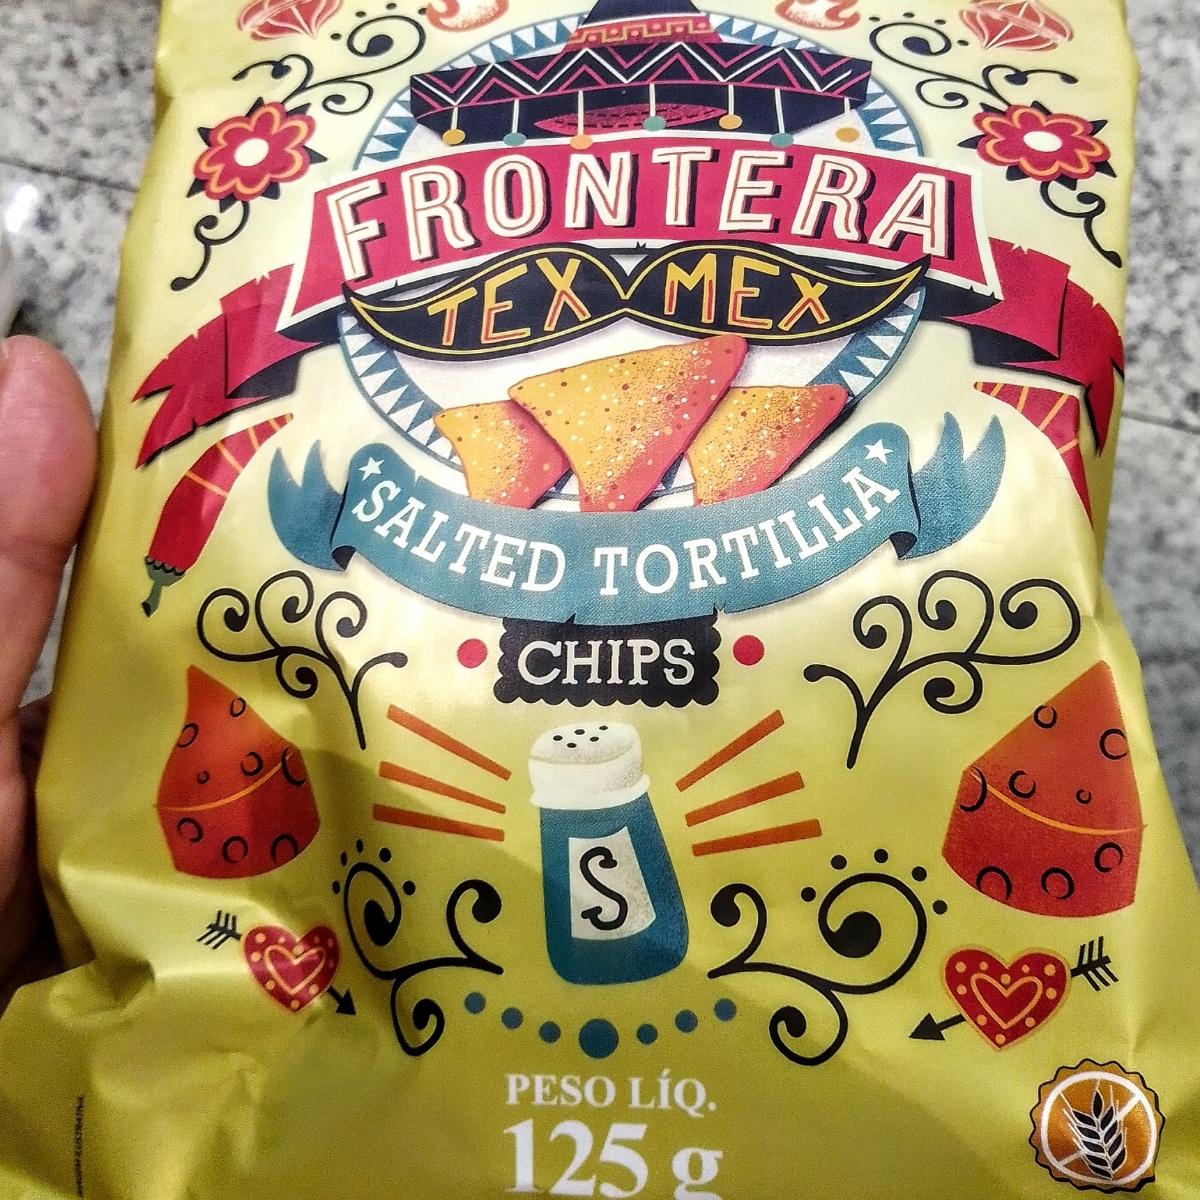 FRONTERA
TEX MEX
SALTED TORTILLA
CHIPS
S
PESO LÍQ.
125 g